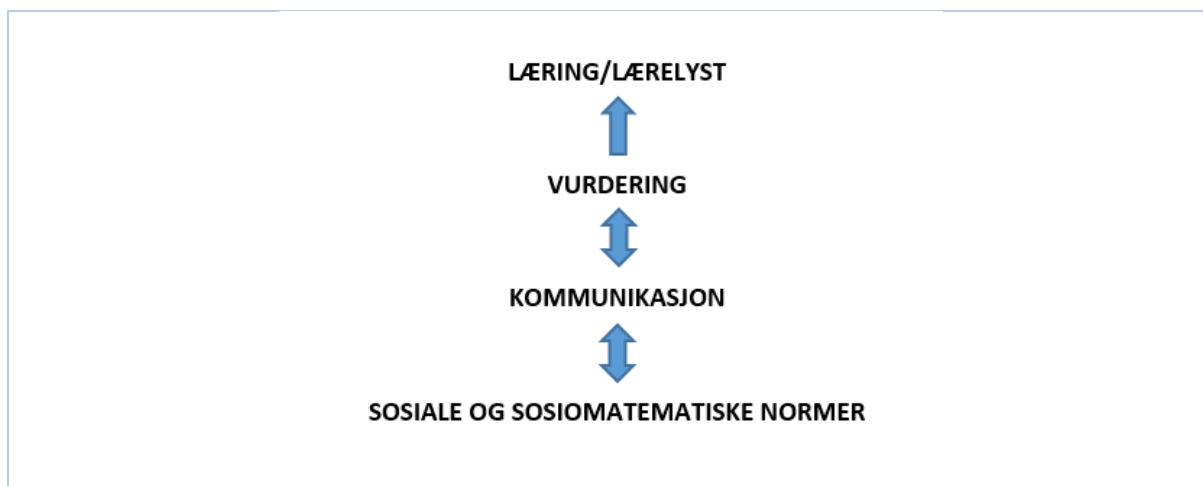 LÆRING/LÆRELYST
VURDERING
KOMMUNIKASJON
SOSIALE OG SOSIOMATEMATISKE NORMER